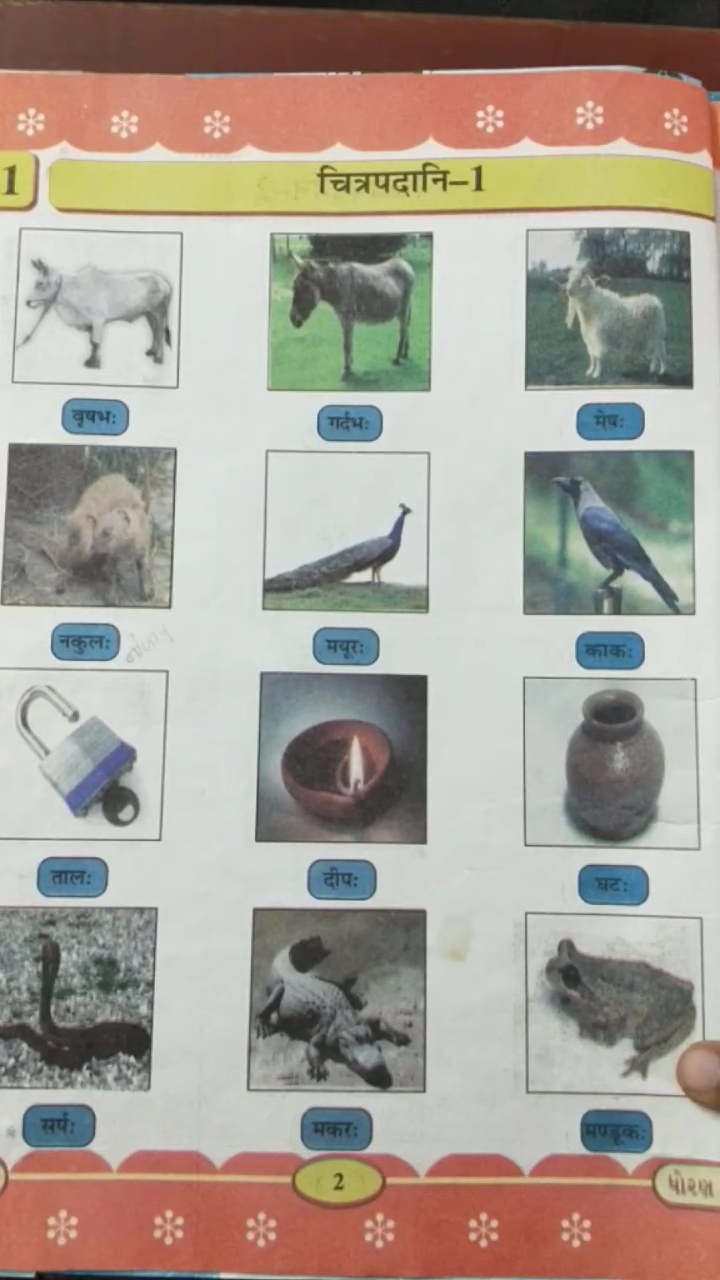 1
चित्रपदानि–1
वृषभः गर्दभः मेषः
नकुलः मयूरः काकः
तालः दीपः घटः
सर्पः मकरः मण्डूकः
2
ધોરણ